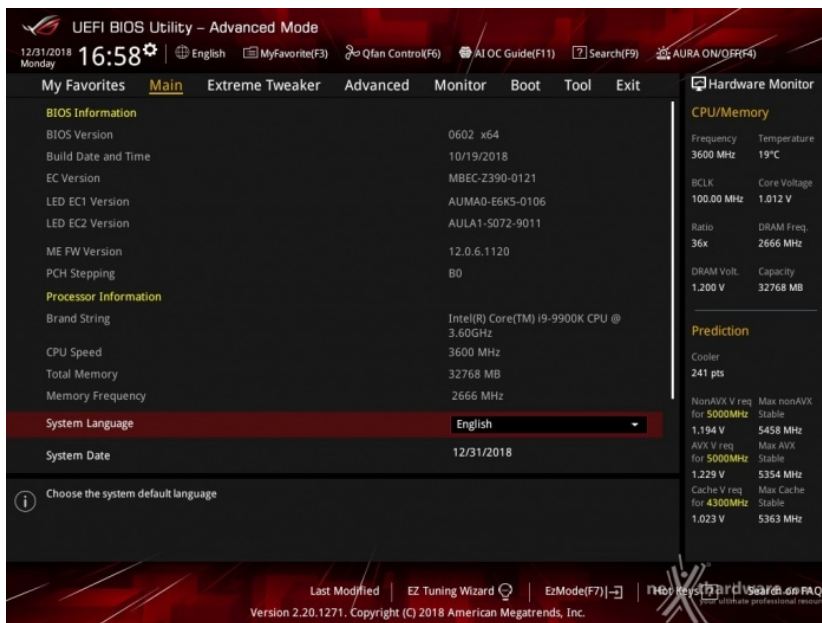 UEFI BIOS Utility – Advanced Mode
12/31/2018 16:58 English MyFavorite(F3) Qfan Control(F6) AI OC Guide(F11) ? Search(F9) AURA ON/OFF(F4)
Monday
My Favorites Main Extreme Tweaker Advanced Monitor Boot Tool Exit
BIOS Information
BIOS Version 0602 x64
Build Date and Time 10/19/2018
EC Version MBEC-Z390-0121
LED EC1 Version AUMA0-E6K5-0106
LED EC2 Version AULA1-S072-9011
ME FW Version 12.0.6.1120
PCH Stepping B0
Processor Information
Brand String Intel(R) Core(TM) i9-9900K CPU @
3.60GHz
CPU Speed 3600 MHz
Total Memory 32768 MB
Memory Frequency 2666 MHz
System Language English
System Date 12/31/2018
i Choose the system default language
Hardware Monitor
CPU/Memory
Frequency Temperature
3600 MHz 19°C
BCLK Core Voltage
100.00 MHz 1.012 V
Ratio DRAM Freq.
36x 2666 MHz
DRAM Volt. Capacity
1.200 V 32768 MB
Prediction
Cooler
241 pts
NonAVX V req Max nonAVX
for 5000MHz Stable
1.194 V 5458 MHz
AVX V req Max AVX
for 5000MHz Stable
1.229 V 5354 MHz
Cache V req Max Cache
for 4300MHz Stable
1.023 V 5363 MHz
Last Modified EZ Tuning Wizard EzMode(F7) Hot Keys ? Search on FAQ
Version 2.20.1271. Copyright (C) 2018 American Megatrends, Inc.
your ultimate professional